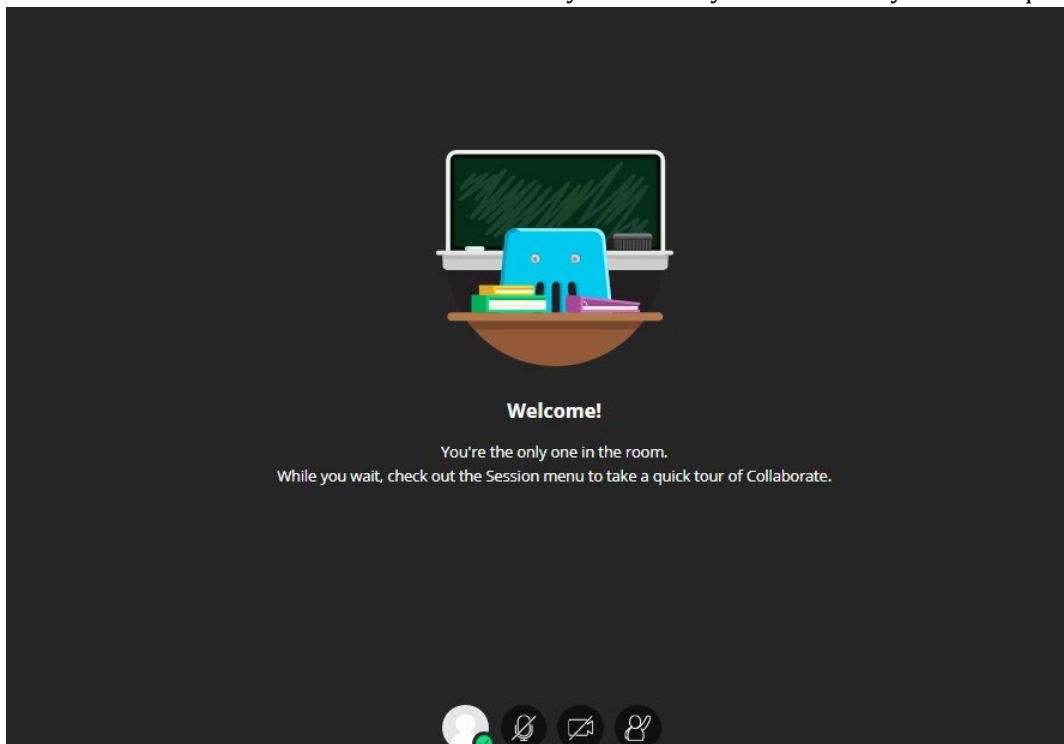 Welcome!
You're the only one in the room.
While you wait, check out the Session menu to take a quick tour of Collaborate.